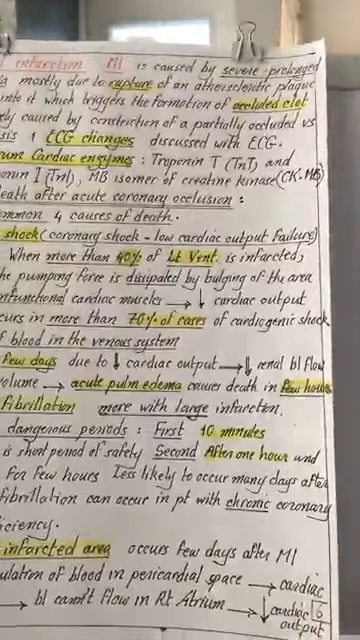 infarction MI is caused by severe prolonged
mostly due to rupture of an atherosclerotic plaque
into it which triggers the formation of occluded clot
ely caused by constriction of a partially occluded vs
sis 1 ECG changes discussed with ECG.
um Cardiac enzymes : Troponin T (TnT) and
onin I (TnI), MB isomer of creatine kinase (CK-MB)
eath after acute coronary occlusion :
ommon 4 causes of death.
shock (coronary shock - low cardiac output Failure)
When more than 40% of Lt Vent. is infarcted,
he pumping force is dissipated by bulging of the area
nfunctional cardiac muscles → ↓ cardiac output
curs in more than 70% of cases of cardiogenic shock
f blood in the venous system
Few days due to ↓ cardiac output → ↓ renal bl flow
volume → acute pulm edema causes death in few hours
Fibrillation more with large infarction.
dangerous periods : First 10 minutes
is short period of safety Second After one hour and
For few hours Less likely to occur many days after
fibrillation can occur in pt with chronic coronary
iciency.
infarcted area occurs few days after MI
ulation of blood in pericardial space → cardiac
→ bl can't flow in Rt Atrium → ↓ cardiac
output
6